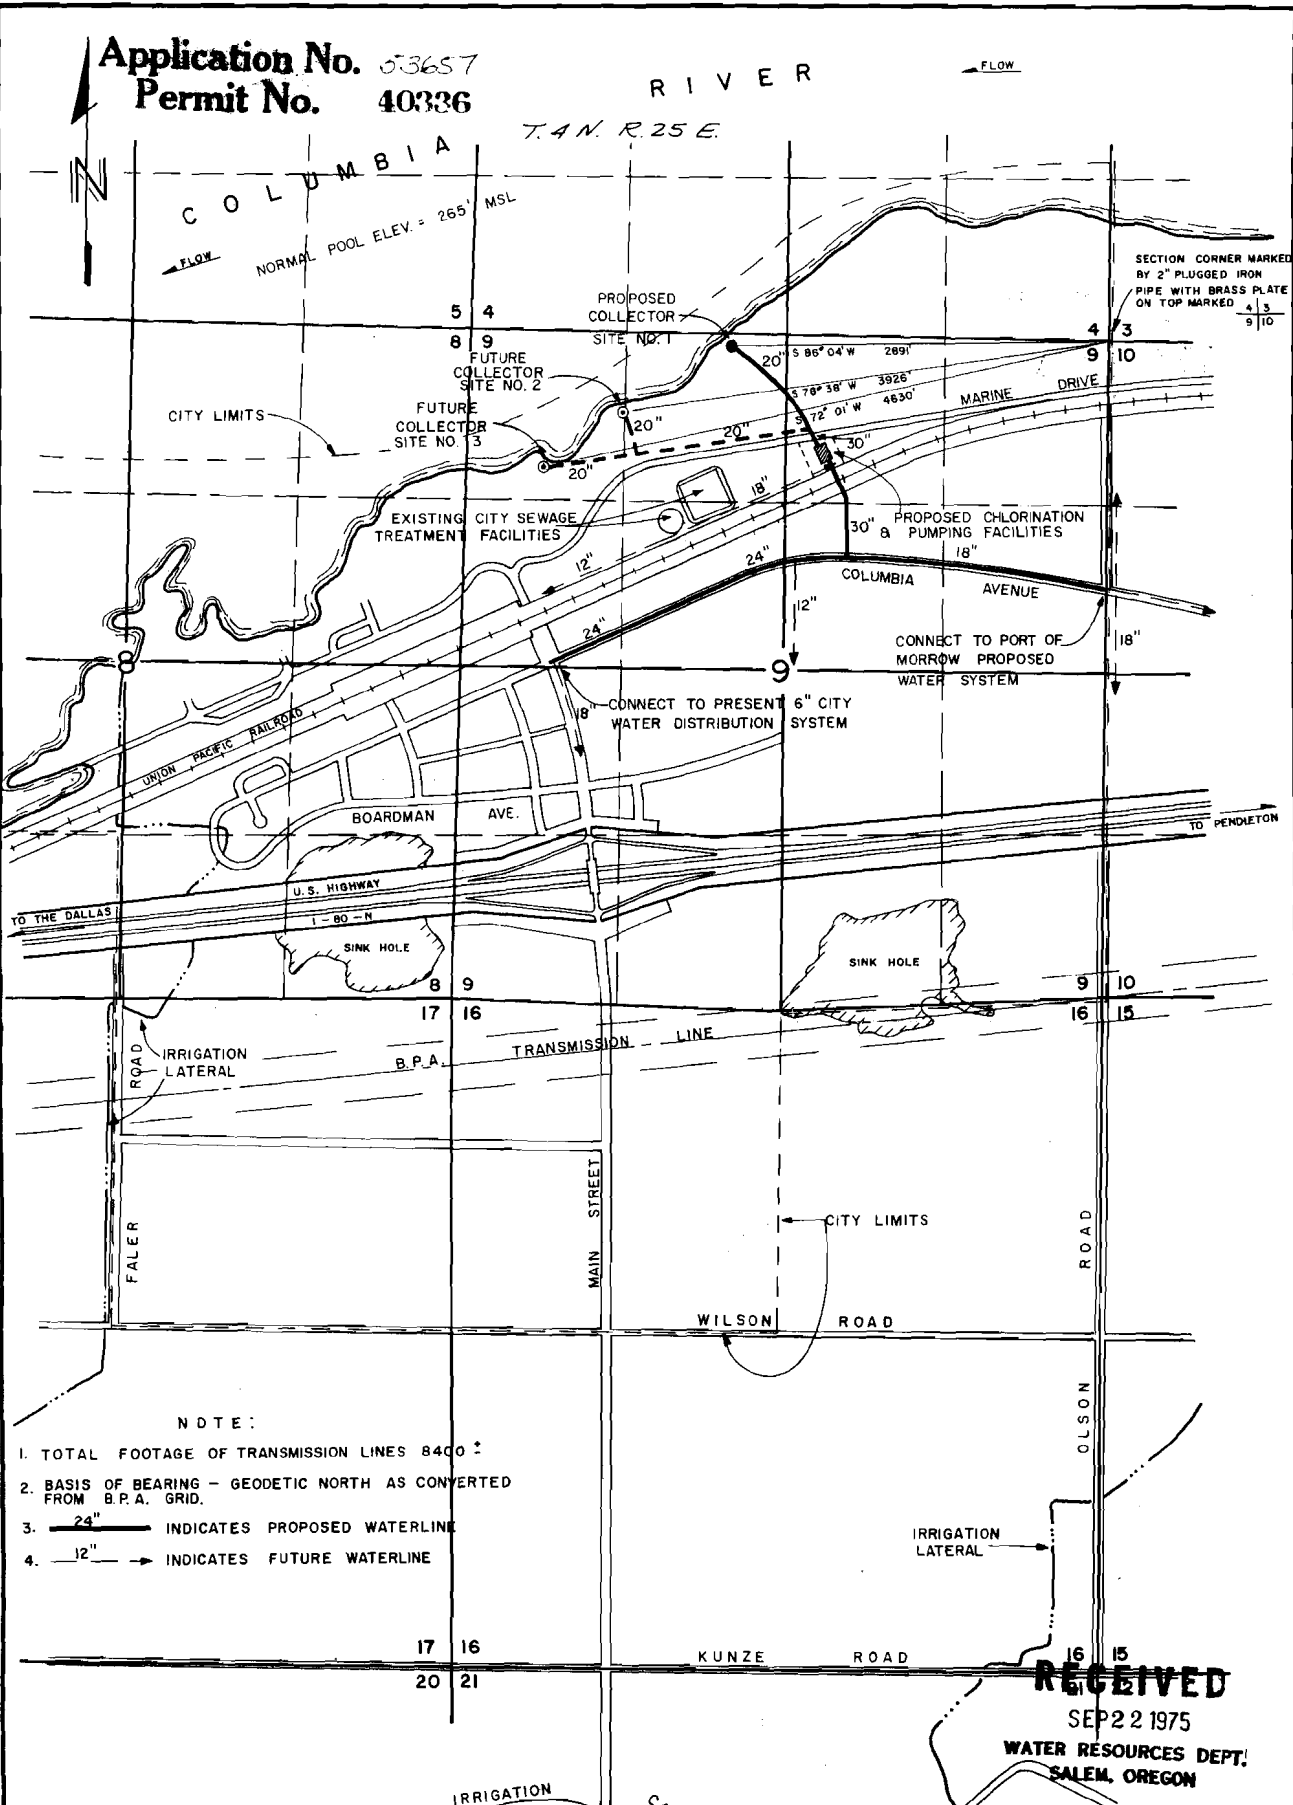 Application No. 53657
Permit No. 40336
RIVER
FLOW
T. 4 N. R. 25 E.
N
COLUMBIA
FLOW
NORMAL POOL ELEV. = 265' MSL
SECTION CORNER MARKED
BY 2" PLUGGED IRON
PIPE WITH BRASS PLATE
ON TOP MARKED
4 3
9 10
PROPOSED
COLLECTOR
SITE NO. 1
5 4
8 9
4 3
9 10
FUTURE
COLLECTOR
SITE NO. 2
20"
S 86° 04' W 2891'
S 78° 38' W 3926'
S 72° 01' W 4630'
MARINE DRIVE
CITY LIMITS
FUTURE
COLLECTOR
SITE NO. 3
20"
20"
20"
30"
18"
EXISTING CITY SEWAGE
TREATMENT FACILITIES
30"
PROPOSED CHLORINATION
& PUMPING FACILITIES
12"
24"
18"
COLUMBIA AVENUE
12"
24"
CONNECT TO PORT OF
MORROW PROPOSED
WATER SYSTEM
18"
8
9
18"
CONNECT TO PRESENT 6" CITY
WATER DISTRIBUTION SYSTEM
UNION PACIFIC RAILROAD
BOARDMAN AVE.
TO PENDLETON
U.S. HIGHWAY
TO THE DALLAS
I-80-N
SINK HOLE
SINK HOLE
8 9
17 16
9 10
16 15
IRRIGATION
LATERAL
ROAD
B.P.A. TRANSMISSION LINE
FALER
MAIN STREET
CITY LIMITS
ROAD
WILSON ROAD
OLSON
NOTE:
1. TOTAL FOOTAGE OF TRANSMISSION LINES 8400 ±
2. BASIS OF BEARING - GEODETIC NORTH AS CONVERTED
FROM B.P.A. GRID.
3. 24" INDICATES PROPOSED WATERLINE
4. 12" INDICATES FUTURE WATERLINE
IRRIGATION
LATERAL
17 16
20 21
KUNZE ROAD
16 15
RECEIVED
SEP 22 1975
WATER RESOURCES DEPT.
SALEM, OREGON
IRRIGATION